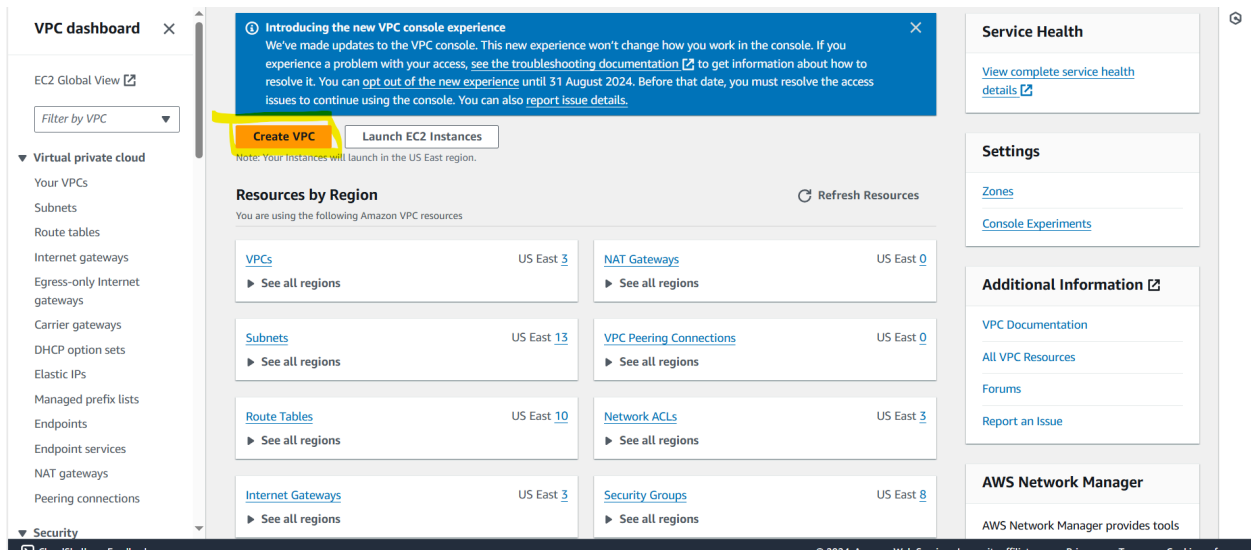 VPC dashboard
EC2 Global View
Filter by VPC
Virtual private cloud
Your VPCs
Subnets
Route tables
Internet gateways
Egress-only Internet
gateways
Carrier gateways
DHCP option sets
Elastic IPs
Managed prefix lists
Endpoints
Endpoint services
NAT gateways
Peering connections
Security
Introducing the new VPC console experience
We've made updates to the VPC console. This new experience won't change how you work in the console. If you
experience a problem with your access, see the troubleshooting documentation to get information about how to
resolve it. You can opt out of the new experience until 31 August 2024. Before that date, you must resolve the access
issues to continue using the console. You can also report issue details.
Create VPC Launch EC2 Instances
Note: Your Instances will launch in the US East region.
Resources by Region Refresh Resources
You are using the following Amazon VPC resources
VPCs US East 3
See all regions
NAT Gateways US East 0
See all regions
Subnets US East 13
See all regions
VPC Peering Connections US East 0
See all regions
Route Tables US East 10
See all regions
Network ACLs US East 3
See all regions
Internet Gateways US East 3
See all regions
Security Groups US East 8
See all regions
Service Health
View complete service health
details
Settings
Zones
Console Experiments
Additional Information
VPC Documentation
All VPC Resources
Forums
Report an Issue
AWS Network Manager
AWS Network Manager provides tools